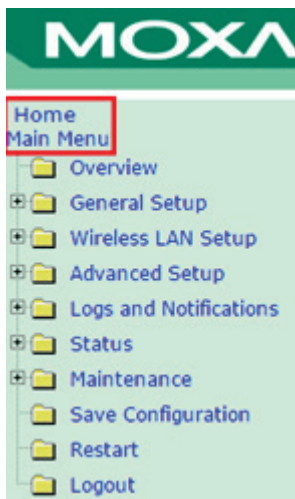 MOXA
Home
Main Menu
Overview
General Setup
Wireless LAN Setup
Advanced Setup
Logs and Notifications
Status
Maintenance
Save Configuration
Restart
Logout